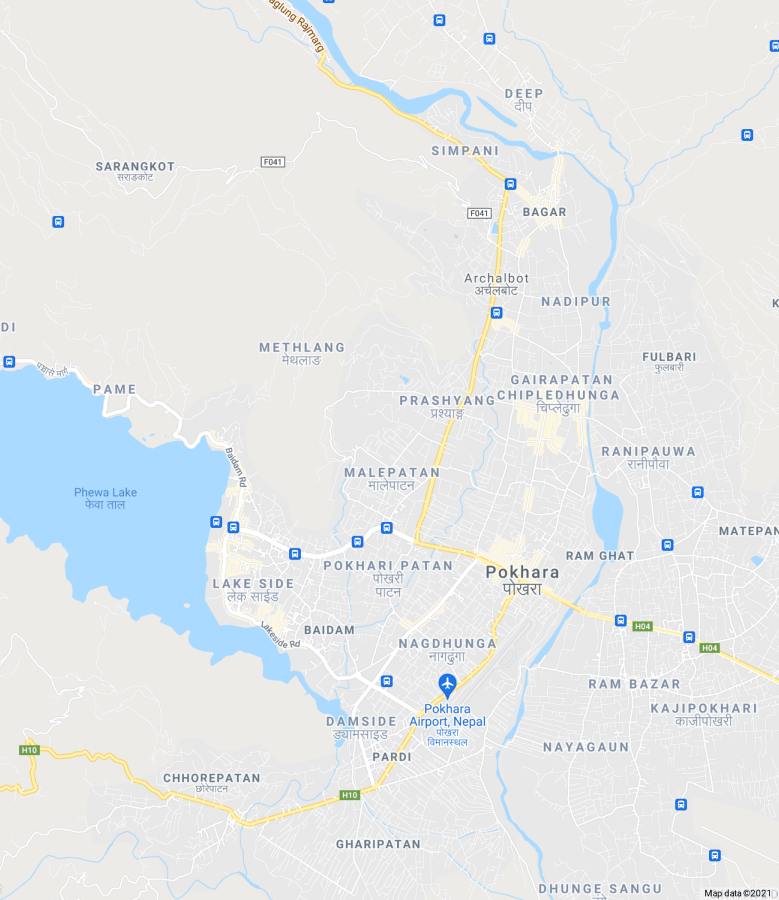 aglung Rajmarg
DEEP
दीप
SIMPANI
SARANGKOT
सराङकोट
F041
F041
BAGAR
Archalbot
अर्चलबोट
NADIPUR
DI
METHLANG
मेथलाङ
FULBARI
फुलबारी
PAME
GAIRAPATAN
CHIPLEDHUNGA
चिप्लेढुंगा
PRASHYANG
प्रश्याङ्ग
RANIPAUWA
रानीपौवा
Baidam Rd
MALEPATAN
मालेपाटन
Phewa Lake
फेवा ताल
MATEPAN
RAM GHAT
POKHARI PATAN
पोखरी
पाटन
Pokhara
पोखरा
LAKE SIDE
लेक साईड
H04
BAIDAM
Lakeside Rd
NAGDHUNGA
नागढुंगा
H04
RAM BAZAR
Pokhara
Airport, Nepal
पोखरा
विमानस्थल
KAJIPOKHARI
काजीपोखरी
DAMSIDE
ड्यामसाइड
NAYAGAUN
H10
PARDI
CHHOREPATAN
छोरेपाटन
H10
GHARIPATAN
DHUNGE SANGU
Map data ©2021